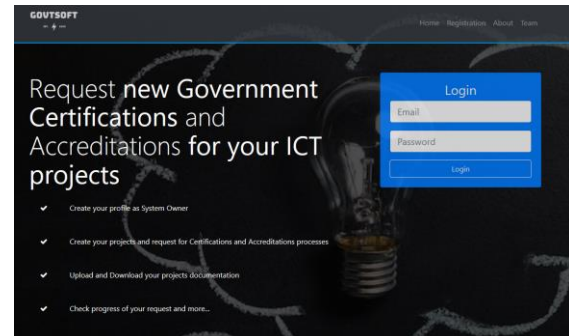 GOVTSOFT
Home Registration About Team
Request new Government
Certifications and
Accreditations for your ICT
projects
Create your profile as System Owner
Create your projects and request for Certifications and Accreditations processes
Upload and Download your projects documentation
Check progress of your request and more...
Login
Email
Password
Login